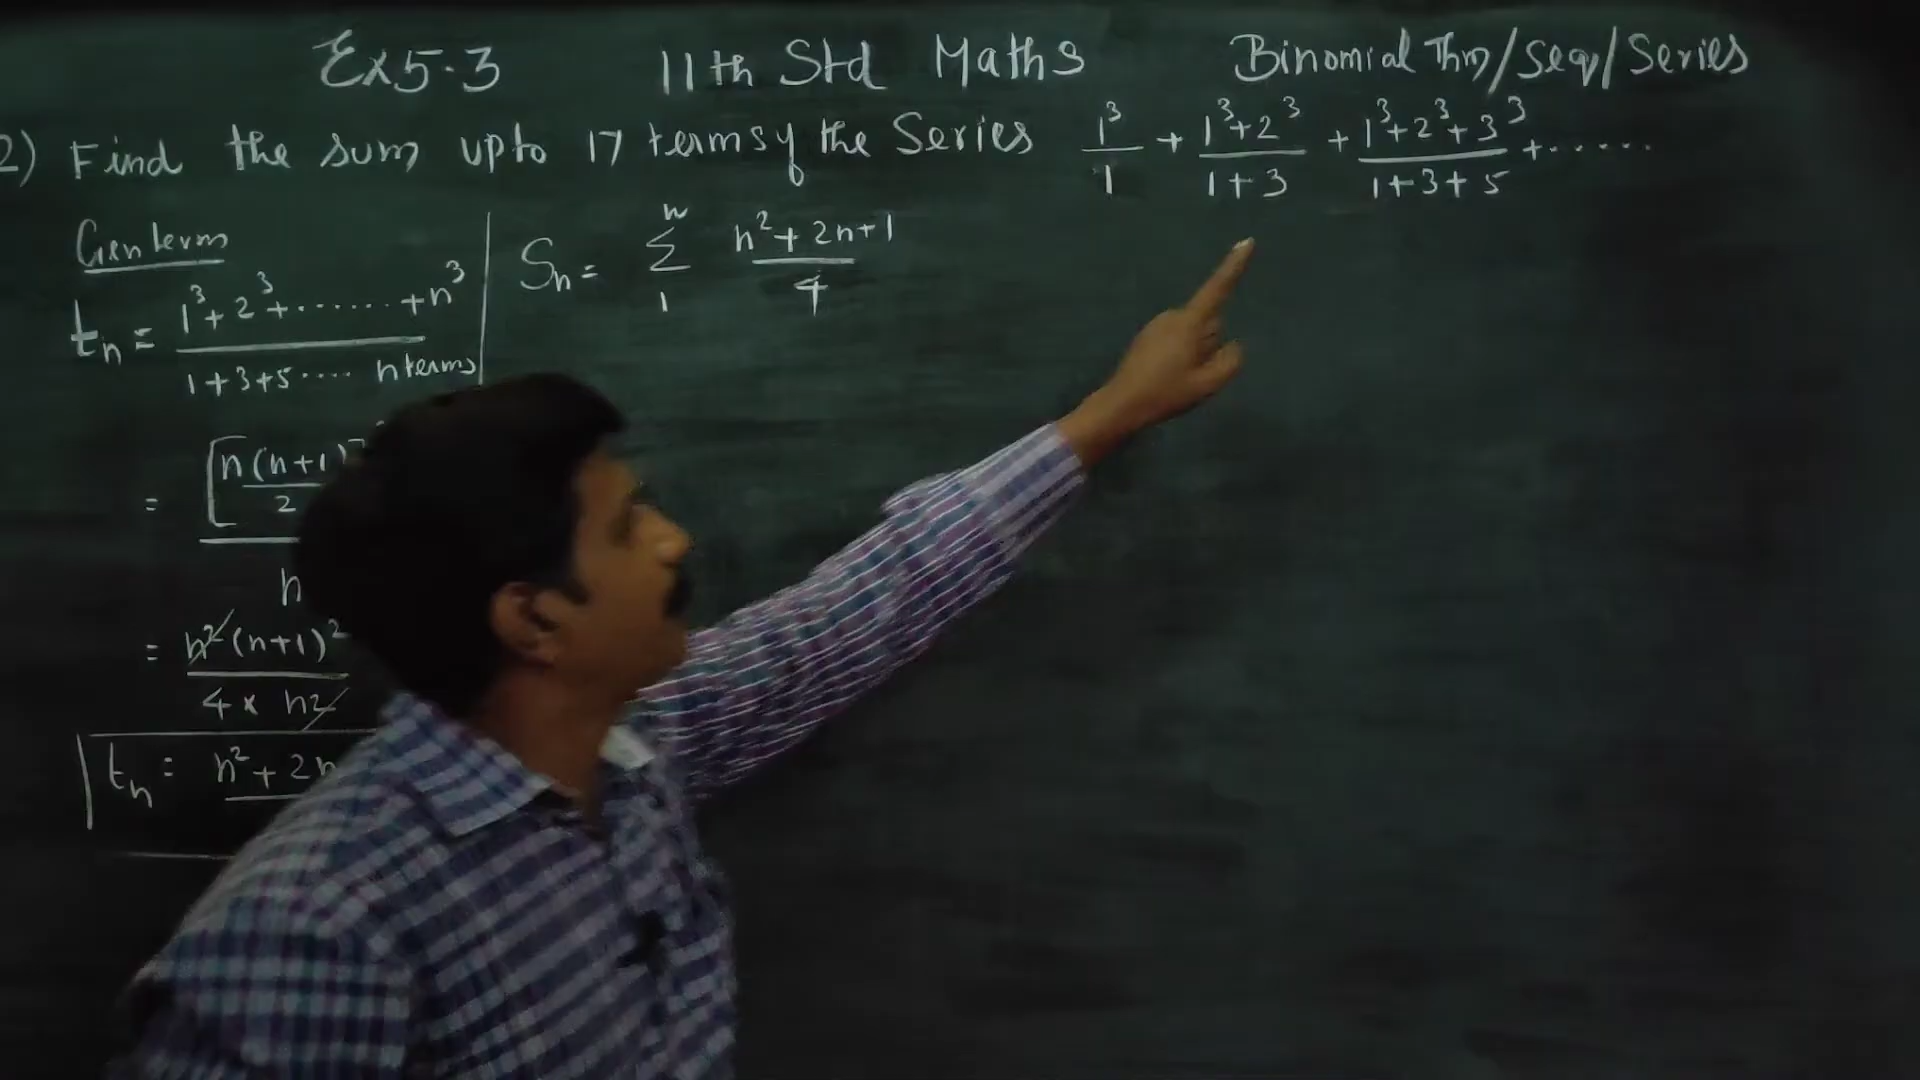 Ex 5.3 11th Std Maths Binomial Thm/Seq/Series
2) Find the sum upto 17 terms of the Series 1³/1 + (1³+2³)/(1+3) + (1³+2³+3³)/(1+3+5) + ......
Gen term
tₙ = (1³+2³+.......+n³)/(1+3+5.... n terms)
= [n(n+1)/2
n
= n²(n+1)²/(4 × n²)
tₙ = n²+2n
Sₙ = Σ₁ⁿ (n²+2n+1)/4